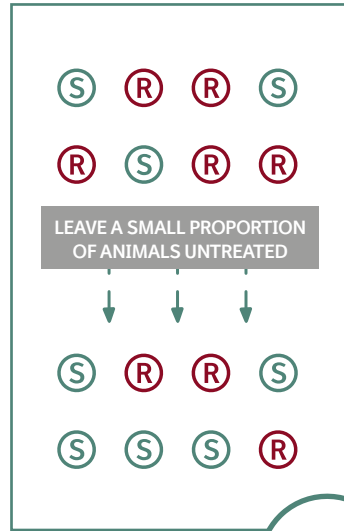 S R R S
R S R R
LEAVE A SMALL PROPORTION
OF ANIMALS UNTREATED
S R R S
S S S R